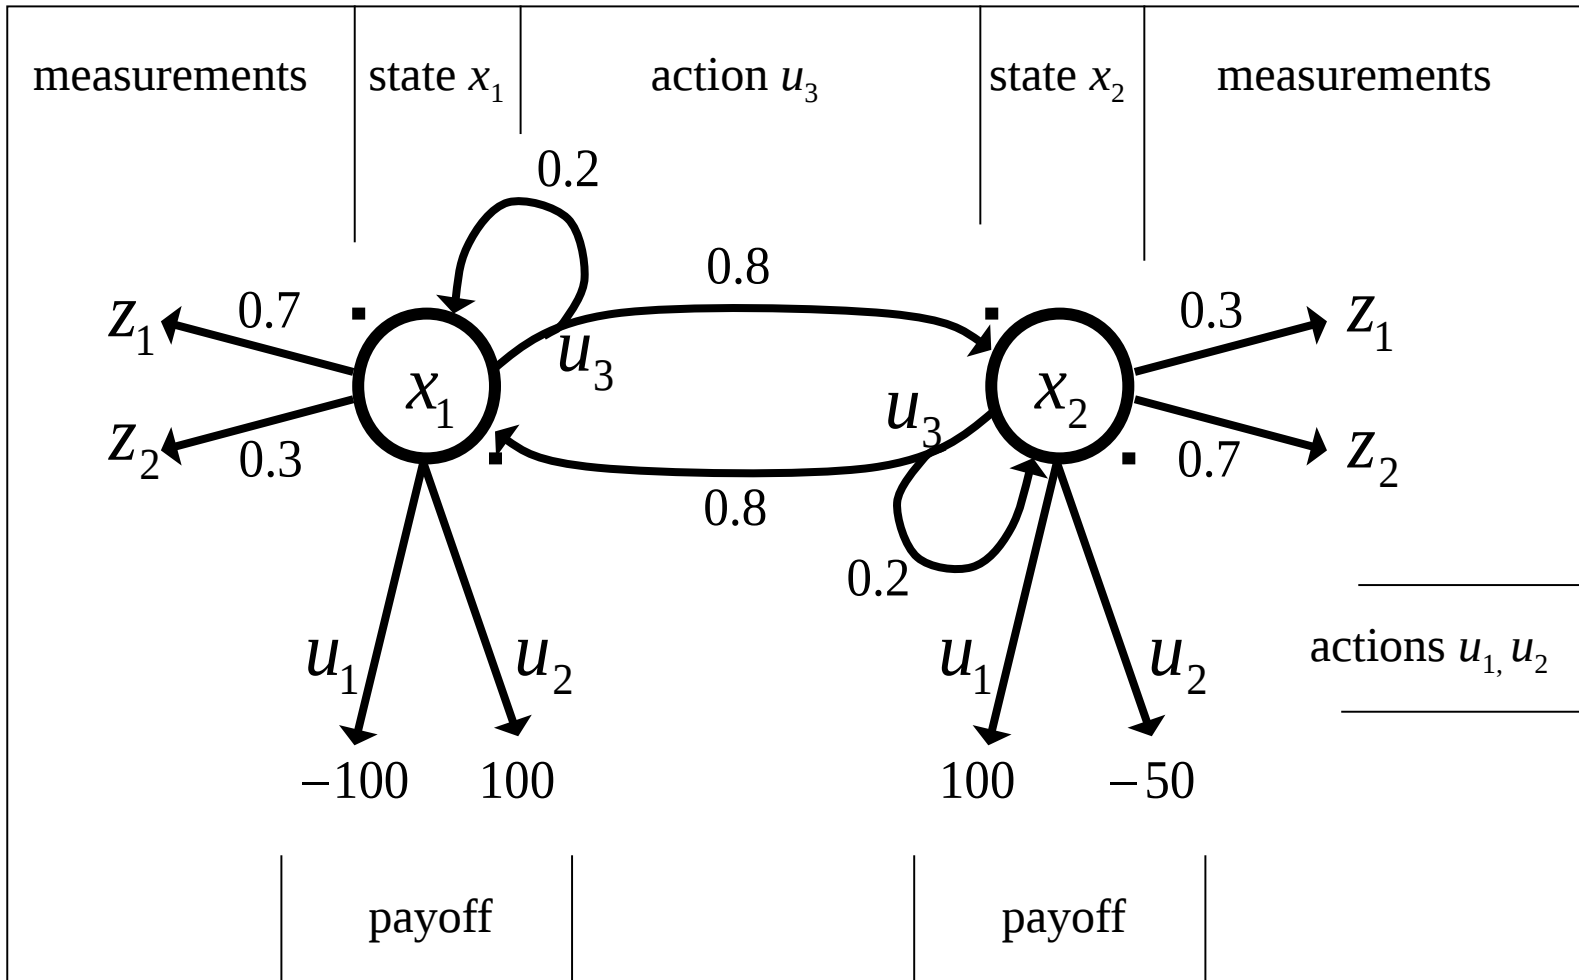 measurements state x1 action u3 state x2 measurements
0.2
0.8
z1 0.7 0.3 z1
u3
x1 x2
u3
z2 0.3 0.7 z2
0.8
0.2
u1 u2 u1 u2 actions u1, u2
−100 100 100 −50
payoff payoff